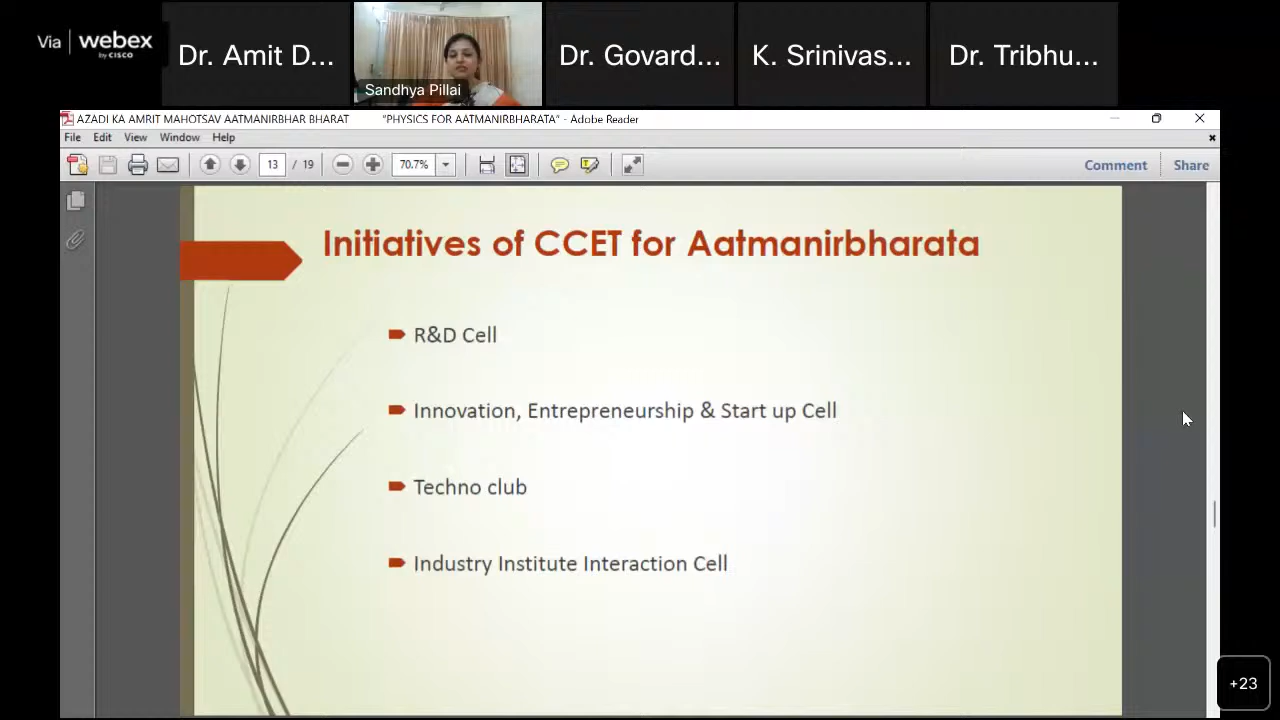 Via webex
by CISCO
Dr. Amit D...
Sandhya Pillai
Dr. Govard...
K. Srinivas...
Dr. Tribhu...
AZADI KA AMRIT MAHOTSAV AATMANIRBHAR BHARAT "PHYSICS FOR AATMANIRBHARATA" - Adobe Reader
File Edit View Window Help
13 / 19 70.7% Comment Share
Initiatives of CCET for Aatmanirbharata
R&D Cell
Innovation, Entrepreneurship & Start up Cell
Techno club
Industry Institute Interaction Cell
+23